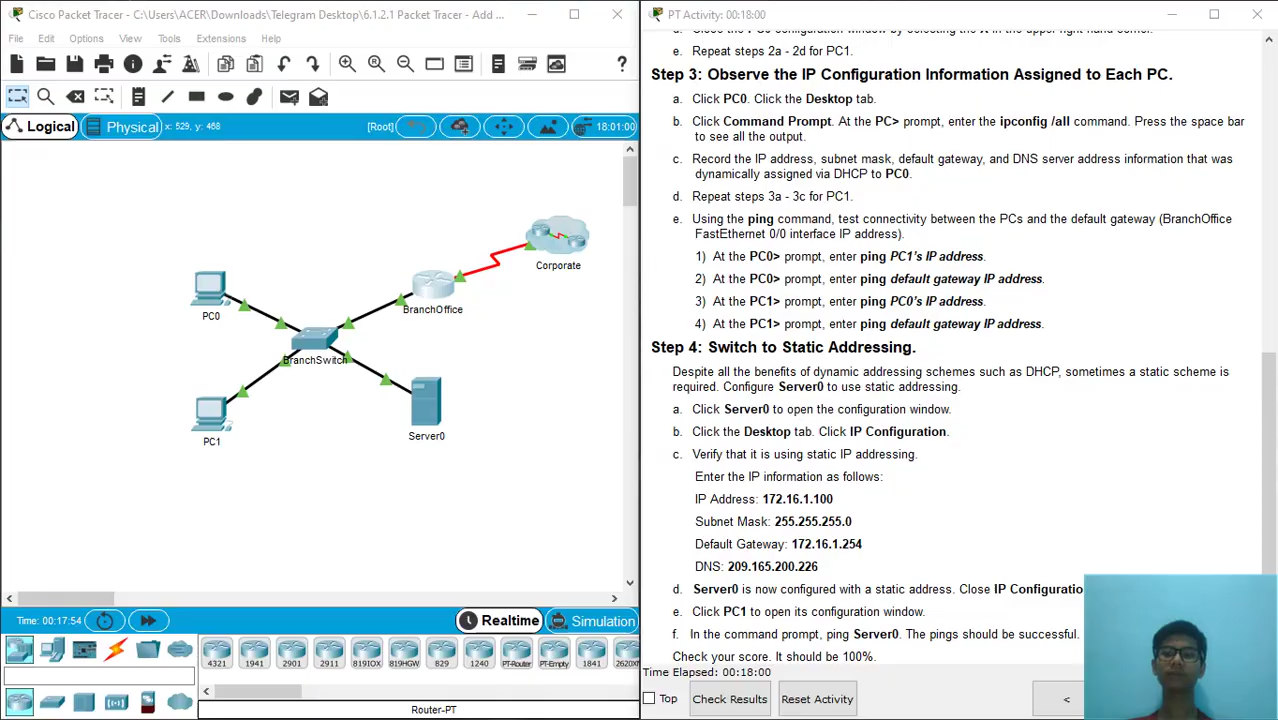 Cisco Packet Tracer - C:\Users\ACER\Downloads\Telegram Desktop\6.1.2.1 Packet Tracer - Add ...
PT Activity: 00:18:00
File Edit Options View Tools Extensions Help
Logical
Physical
x: 529, y: 468
[Root]
18:01:00
PC0
PC1
BranchSwitch
BranchOffice
Server0
Corporate
Time: 00:17:54
Realtime
Simulation
4321 1941 2901 2911 819IOX 819HGW 829 1240 PT-Router PT-Empty 1841
Router-PT
e. Repeat steps 2a - 2d for PC1.
Step 3: Observe the IP Configuration Information Assigned to Each PC.
a. Click PC0. Click the Desktop tab.
b. Click Command Prompt. At the PC> prompt, enter the ipconfig /all command. Press the space bar
to see all the output.
c. Record the IP address, subnet mask, default gateway, and DNS server address information that was
dynamically assigned via DHCP to PC0.
d. Repeat steps 3a - 3c for PC1.
e. Using the ping command, test connectivity between the PCs and the default gateway (BranchOffice
FastEthernet 0/0 interface IP address).
1) At the PC0> prompt, enter ping PC1's IP address.
2) At the PC0> prompt, enter ping default gateway IP address.
3) At the PC1> prompt, enter ping PC0's IP address.
4) At the PC1> prompt, enter ping default gateway IP address.
Step 4: Switch to Static Addressing.
Despite all the benefits of dynamic addressing schemes such as DHCP, sometimes a static scheme is
required. Configure Server0 to use static addressing.
a. Click Server0 to open the configuration window.
b. Click the Desktop tab. Click IP Configuration.
c. Verify that it is using static IP addressing.
Enter the IP information as follows:
IP Address: 172.16.1.100
Subnet Mask: 255.255.255.0
Default Gateway: 172.16.1.254
DNS: 209.165.200.226
d. Server0 is now configured with a static address. Close IP Configuratio
e. Click PC1 to open its configuration window.
f. In the command prompt, ping Server0. The pings should be successful.
Check your score. It should be 100%.
Time Elapsed: 00:18:00
Top
Check Results
Reset Activity
<